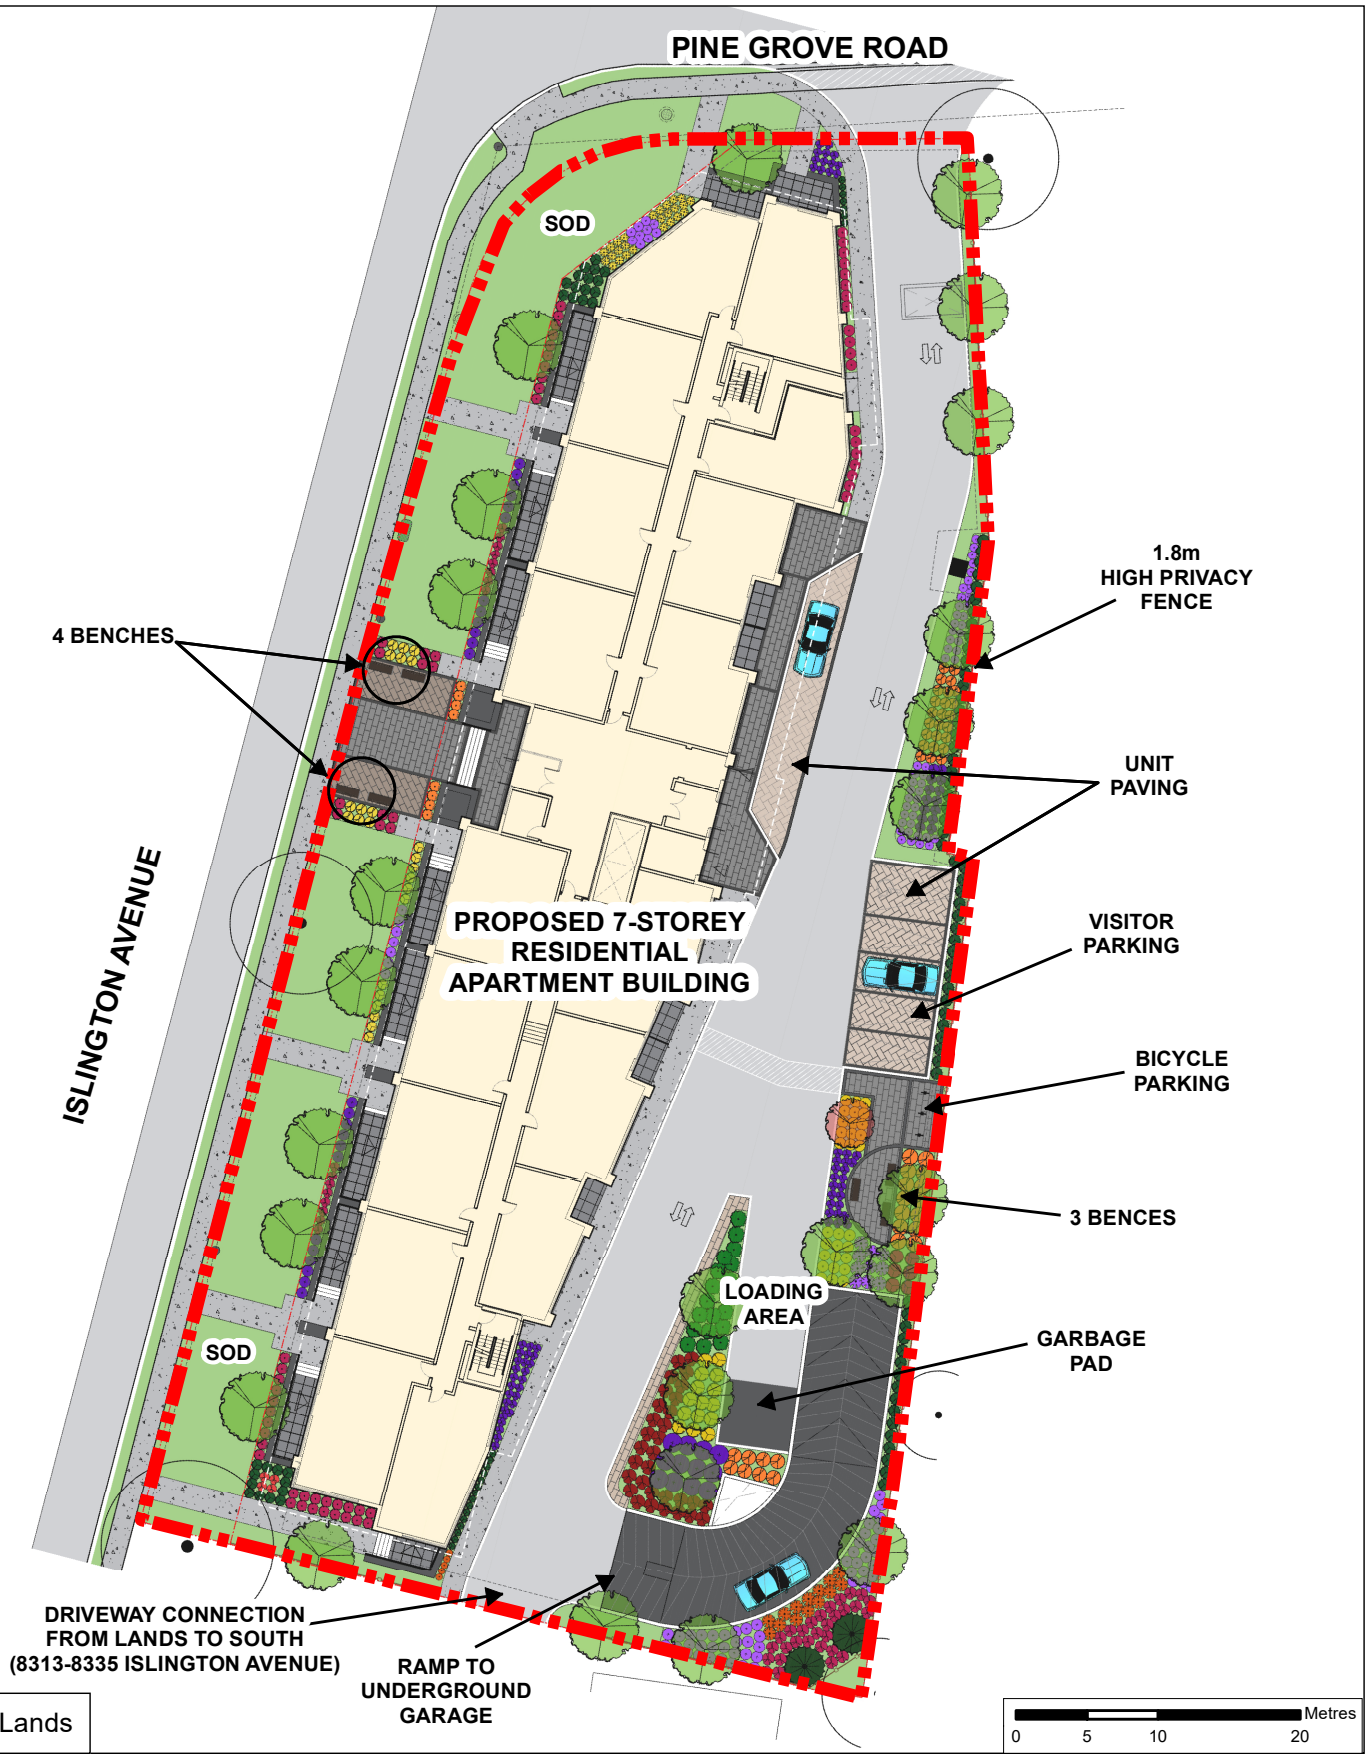 PINE GROVE ROAD
SOD
1.8m
HIGH PRIVACY
FENCE
4 BENCHES
UNIT
PAVING
ISLINGTON AVENUE
PROPOSED 7-STOREY
RESIDENTIAL
APARTMENT BUILDING
VISITOR
PARKING
BICYCLE
PARKING
3 BENCES
LOADING
AREA
GARBAGE
PAD
SOD
DRIVEWAY CONNECTION
FROM LANDS TO SOUTH
(8313-8335 ISLINGTON AVENUE)
RAMP TO
UNDERGROUND
GARAGE
Lands
Metres
0 5 10 20